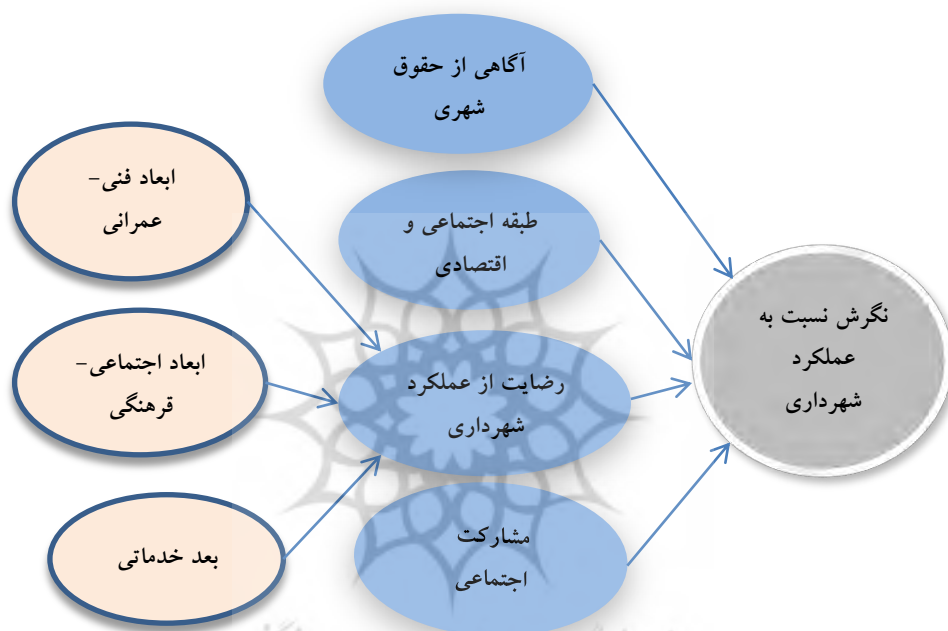 آگاهی از حقوق
شهری
ابعاد فنی-
عمرانی
طبقه اجتماعی و
اقتصادی
نگرش نسبت به
عملکرد
شهرداری
ابعاد اجتماعی-
قرهنگی
رضایت از عملکرد
شهرداری
بعد خدماتی
مشارکت
اجتماعی